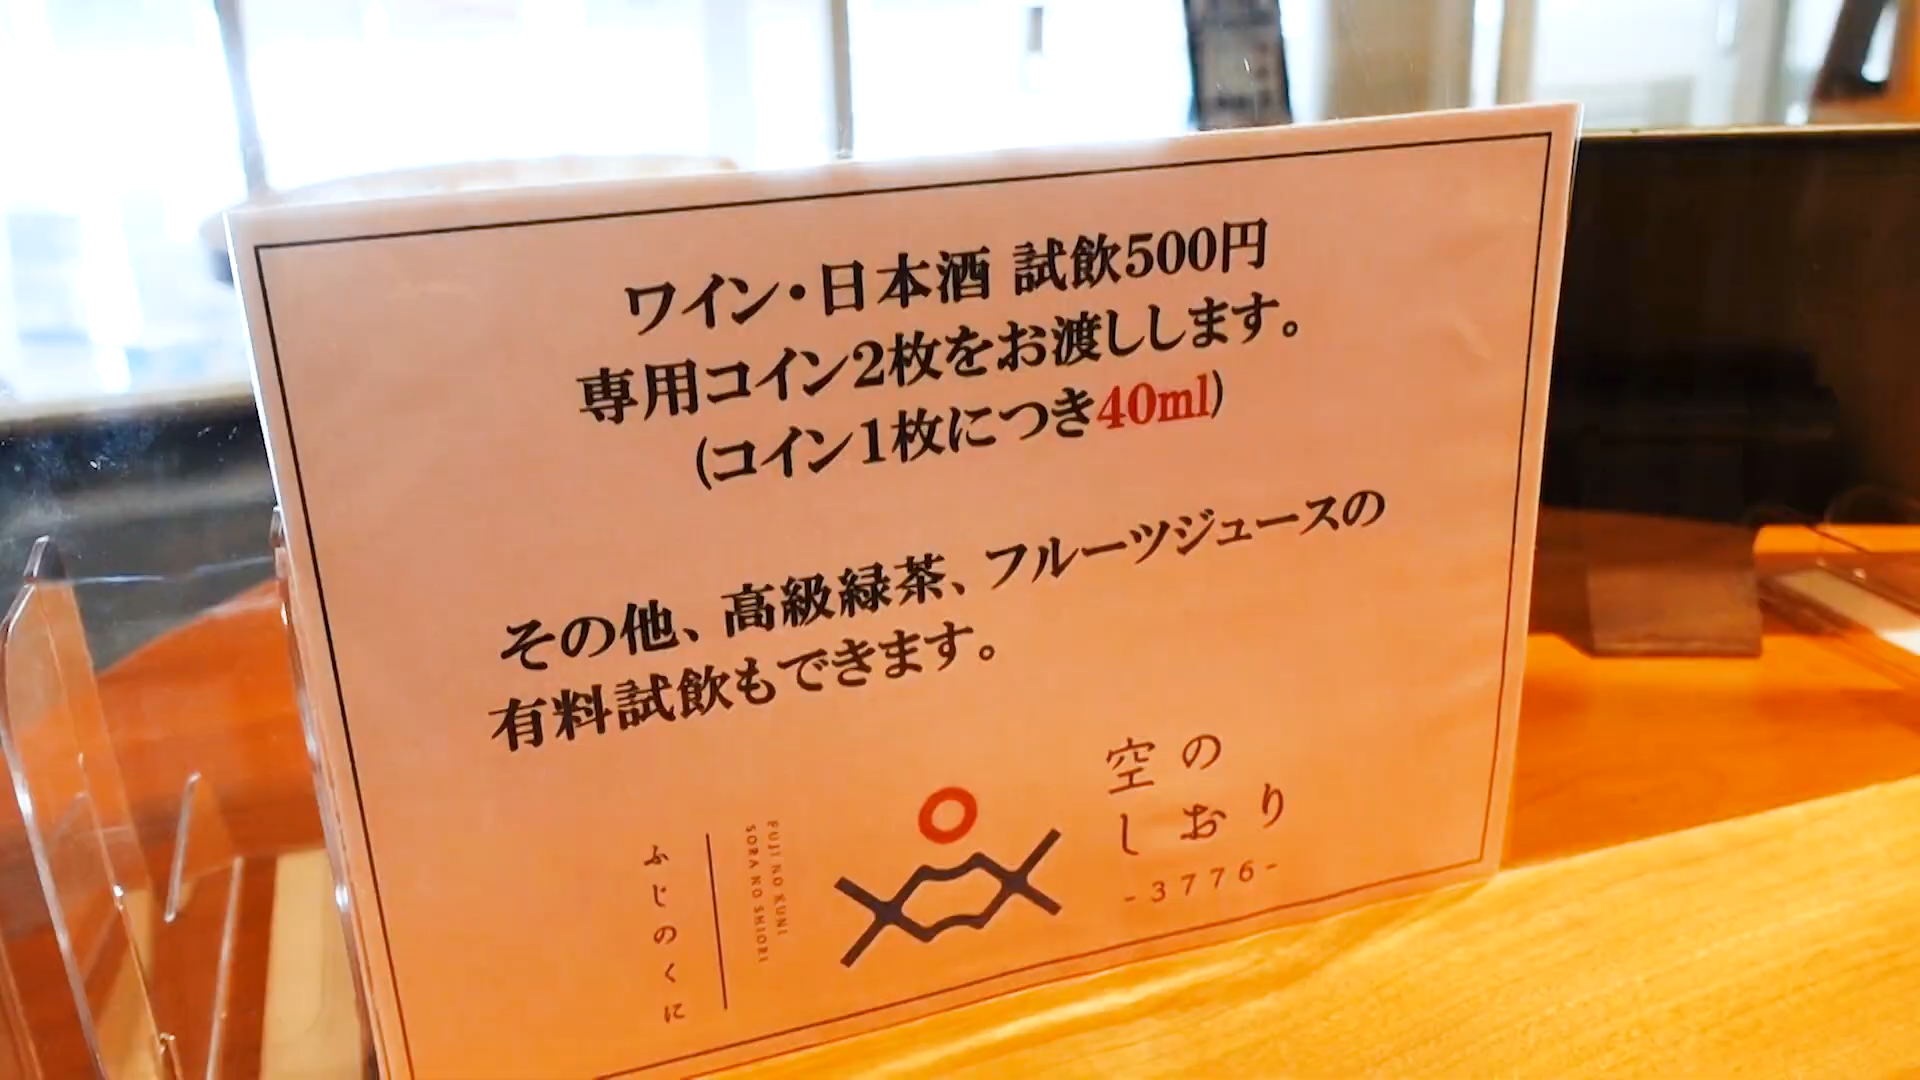 ワイン・日本酒 試飲500円
専用コイン2枚をお渡しします。
(コイン1枚につき40ml)
その他、高級緑茶、フルーツジュースの
有料試飲もできます。
ふじのくに
FUJI NO KUNI
SORA NO SHIORI
空の
しおり
-3776-